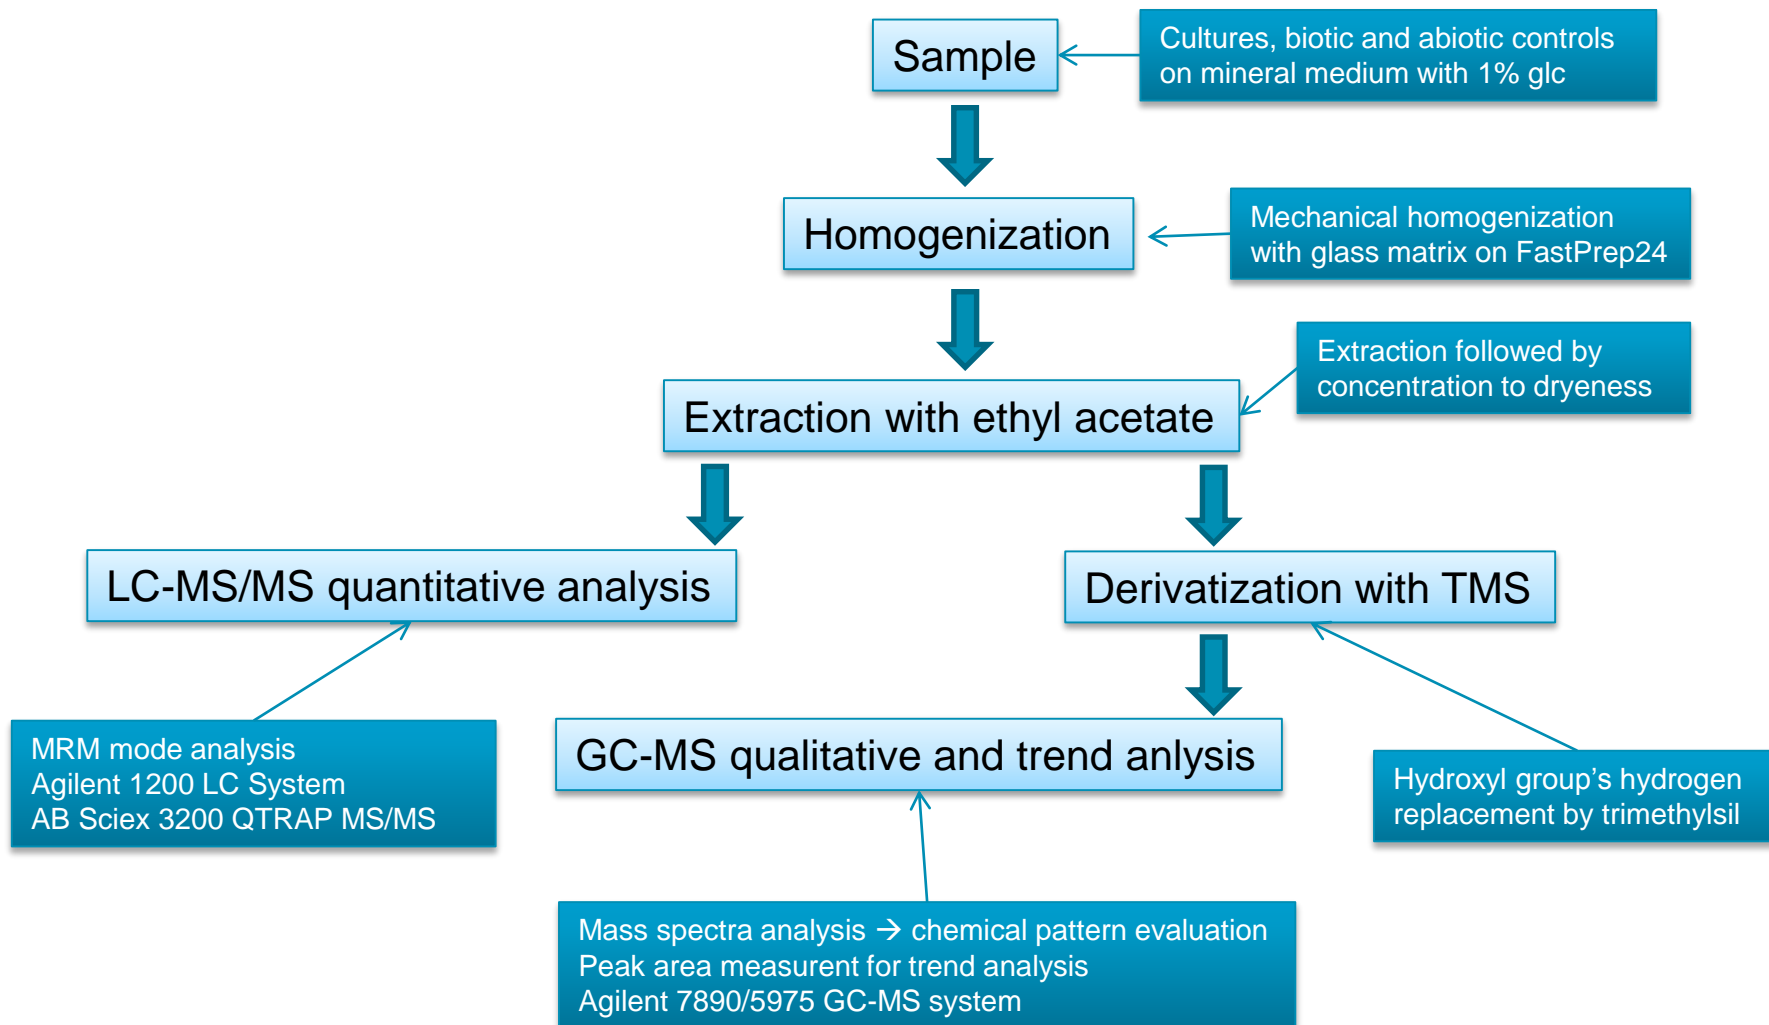 Sample
Cultures, biotic and abiotic controls
on mineral medium with 1% glc
Homogenization
Mechanical homogenization
with glass matrix on FastPrep24
Extraction with ethyl acetate
Extraction followed by
concentration to dryeness
LC-MS/MS quantitative analysis
Derivatization with TMS
MRM mode analysis
Agilent 1200 LC System
AB Sciex 3200 QTRAP MS/MS
GC-MS qualitative and trend anlysis
Hydroxyl group's hydrogen
replacement by trimethylsil
Mass spectra analysis → chemical pattern evaluation
Peak area measurent for trend analysis
Agilent 7890/5975 GC-MS system